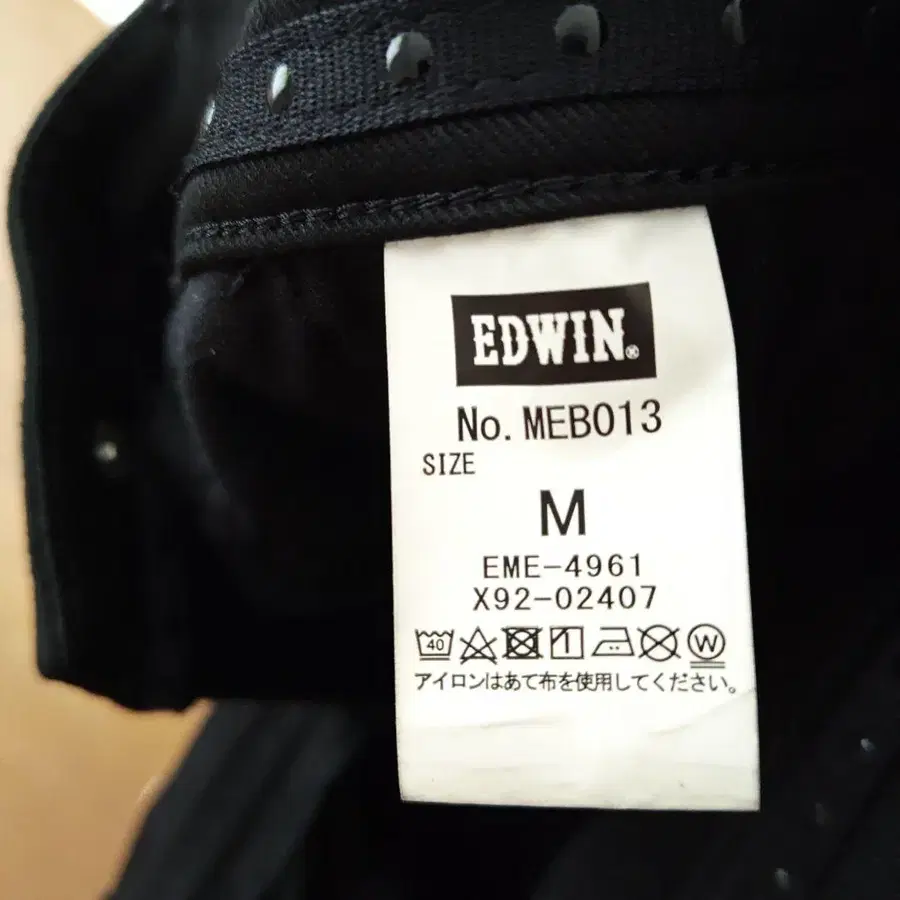 EDWIN®
No. MEB013
SIZE
M
EME-4961
X92-02407
40 W
アイロンはあて布を使用してください。